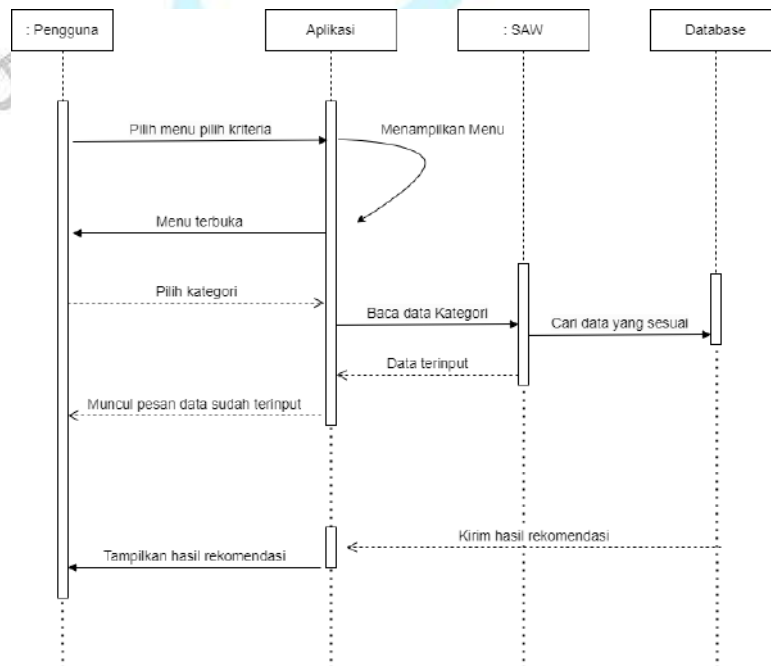 : Pengguna
Aplikasi
: SAW
Database
Pilih menu pilih kriteria
Menampilkan Menu
Menu terbuka
Pilih kategori
Baca data Kategori
Cari data yang sesuai
Data terinput
Muncul pesan data sudah terinput
Kirim hasil rekomendasi
Tampilkan hasil rekomendasi